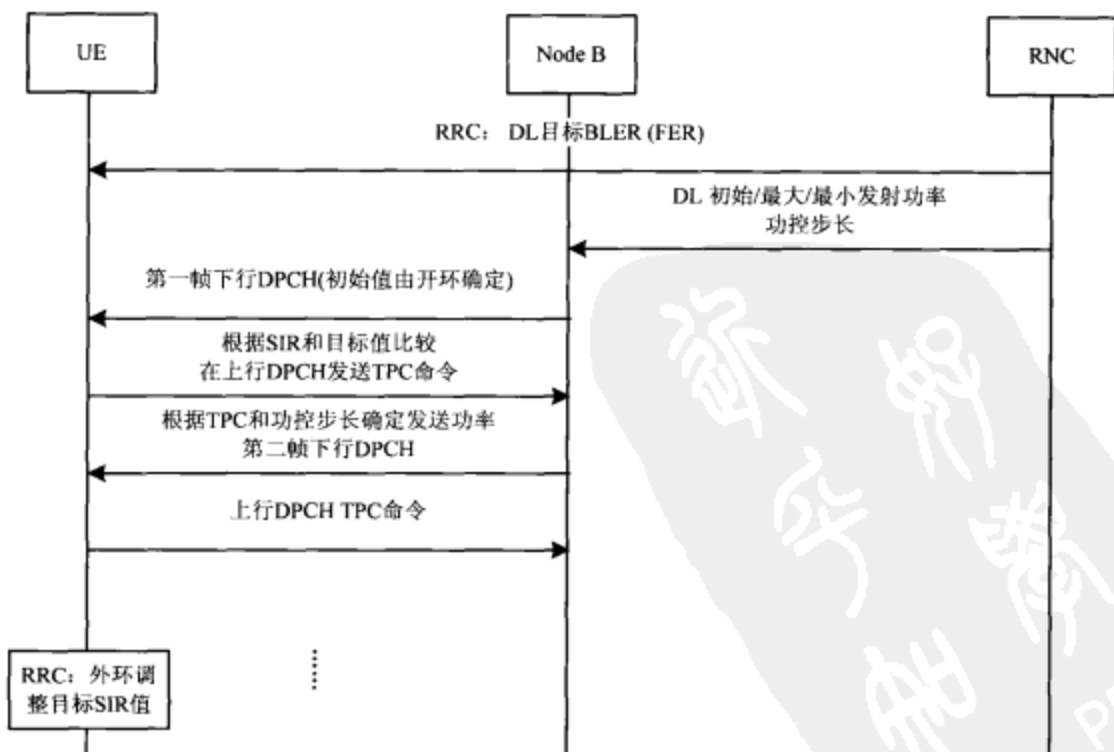 UE
Node B
RNC
RRC: DL目标BLER (FER)
DL 初始/最大/最小发射功率
功控步长
第一帧下行DPCH(初始值由开环确定)
根据SIR和目标值比较
在上行DPCH发送TPC命令
根据TPC和功控步长确定发送功率
第二帧下行DPCH
上行DPCH TPC命令
RRC: 外环调
整目标SIR值